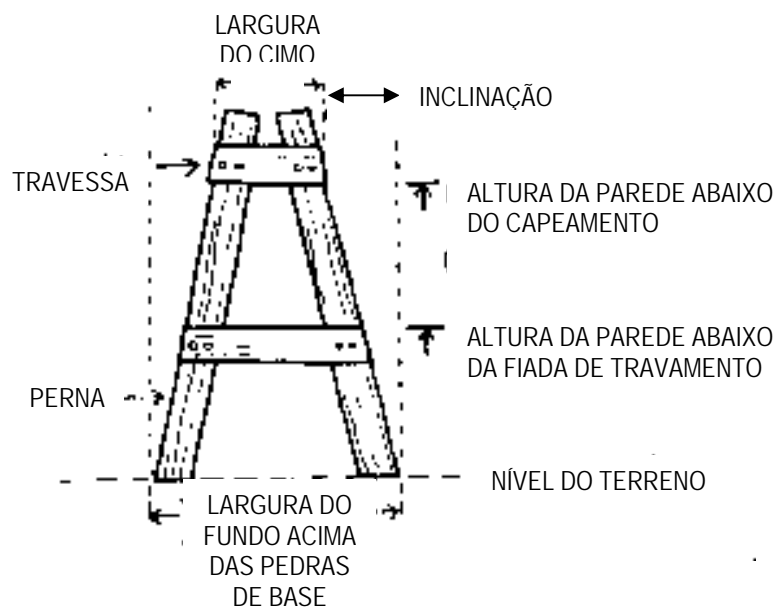 LARGURA
DO CIMO
INCLINAÇÃO
TRAVESSA
ALTURA DA PAREDE ABAIXO
DO CAPEAMENTO
ALTURA DA PAREDE ABAIXO
DA FIADA DE TRAVAMENTO
PERNA
NÍVEL DO TERRENO
LARGURA DO
FUNDO ACIMA
DAS PEDRAS
DE BASE